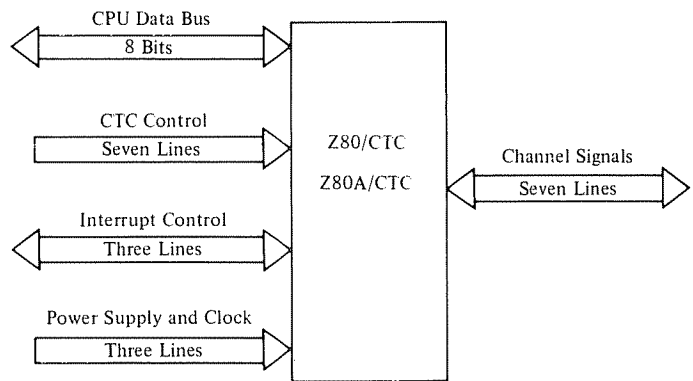 CPU Data Bus
8 Bits
CTC Control
Seven Lines
Z80/CTC
Z80A/CTC
Channel Signals
Seven Lines
Interrupt Control
Three Lines
Power Supply and Clock
Three Lines